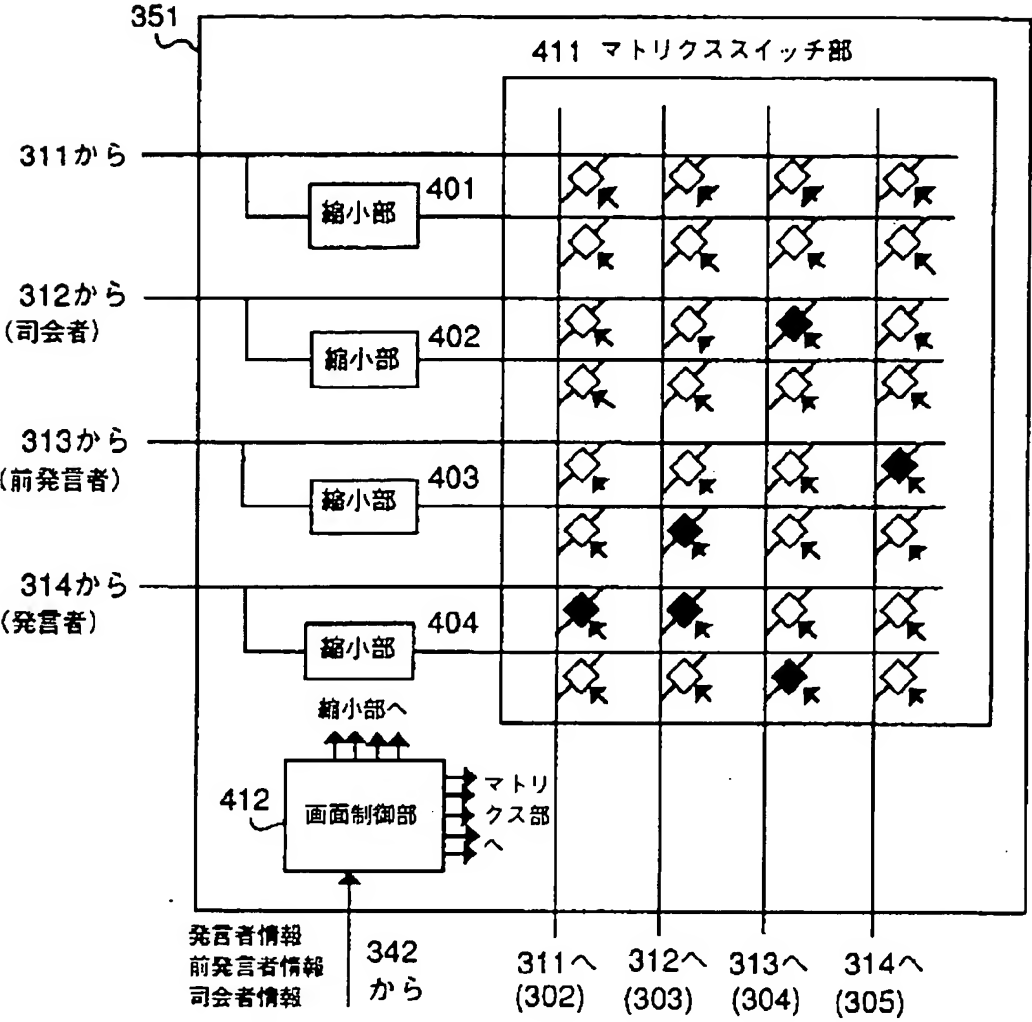 351
411 マトリクススイッチ部
311から
401
縮小部
312から
(司会者)
402
縮小部
313から
(前発言者)
403
縮小部
314から
(発言者)
404
縮小部
縮小部へ
412
画面制御部
マトリ
クス部
へ
発言者情報
前発言者情報
司会者情報
342
から
311へ
(302)
312へ
(303)
313へ
(304)
314へ
(305)